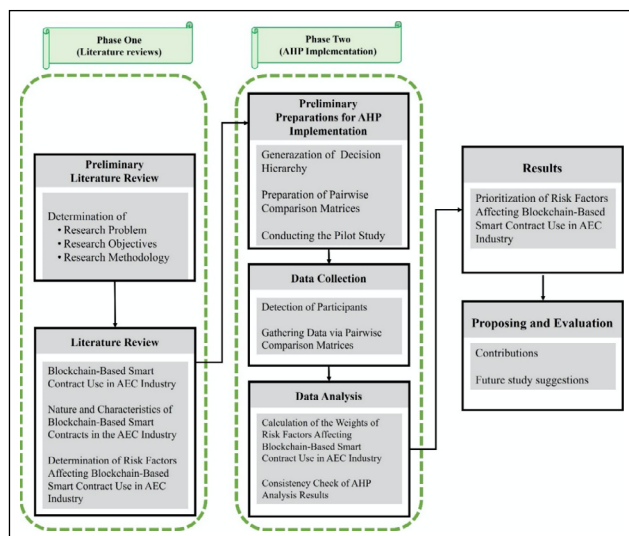 Phase One
(Literature reviews)
Preliminary
Literature Review
Determination of
• Research Problem
• Research Objectives
• Research Methodology
Literature Review
Blockchain-Based Smart
Contract Use in AEC Industry
Nature and Characteristics of
Blockchain-Based Smart
Contracts in the AEC Industry
Determination of Risk Factors
Affecting Blockchain-Based
Smart Contract Use in AEC
Industry
Phase Two
(AHP Implementation)
Preliminary
Preparations for AHP
Implementation
Generazation of Decision
Hierarchy
Preparation of Pairwise
Comparison Matrices
Conducting the Pilot Study
Data Collection
Detection of Participants
Gathering Data via Pairwise
Comparison Matrices
Data Analysis
Calculation of the Weights of
Risk Factors Affecting
Blockchain-Based Smart
Contract Use in AEC Industry
Consistency Check of AHP
Analysis Results
Results
Prioritization of Risk Factors
Affecting Blockchain-Based
Smart Contract Use in AEC
Industry
Proposing and Evaluation
Contributions
Future study suggestions